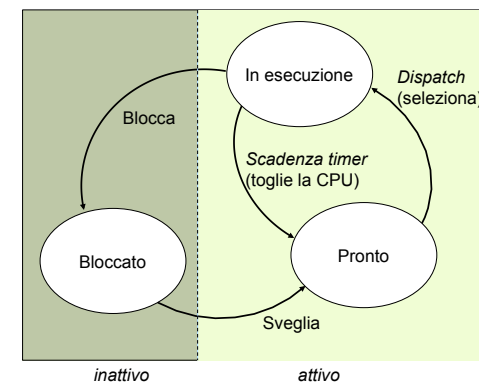 In esecuzione
Dispatch
(seleziona)
Blocca
Scadenza timer
(toglie la CPU)
Bloccato
Pronto
Sveglia
inattivo
attivo